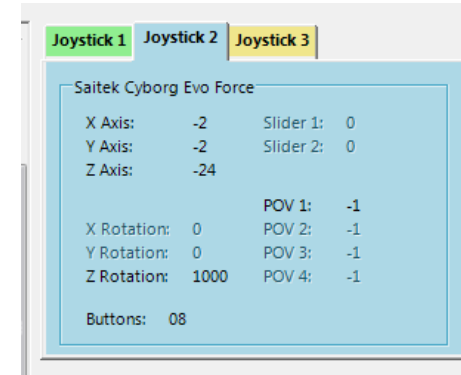 Joystick 1 Joystick 2 Joystick 3
Saitek Cyborg Evo Force
X Axis: -2 Slider 1: 0
Y Axis: -2 Slider 2: 0
Z Axis: -24
POV 1: -1
X Rotation: 0 POV 2: -1
Y Rotation: 0 POV 3: -1
Z Rotation: 1000 POV 4: -1
Buttons: 08